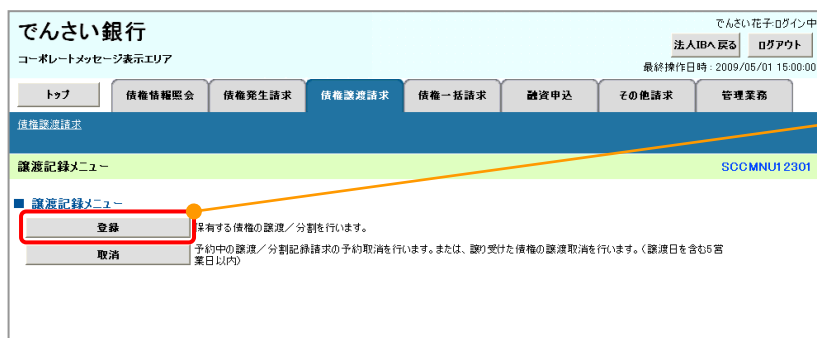 でんさい銀行
コーポレートメッセージ表示エリア
でんさい花子:ログイン中
法人IBへ戻る ログアウト
最終操作日時:2009/05/01 15:00:00
トップ 債権情報照会 債権発生請求 債権譲渡請求 債権一括請求 融資申込 その他請求 管理業務
債権譲渡請求
譲渡記録メニュー SCCMNU12301
■ 譲渡記録メニュー
登録 保有する債権の譲渡/分割を行います。
取消 予約中の譲渡/分割記録請求の予約取消を行います。または、譲り受けた債権の譲渡取消を行います。(譲渡日を含む5営
業日以内)